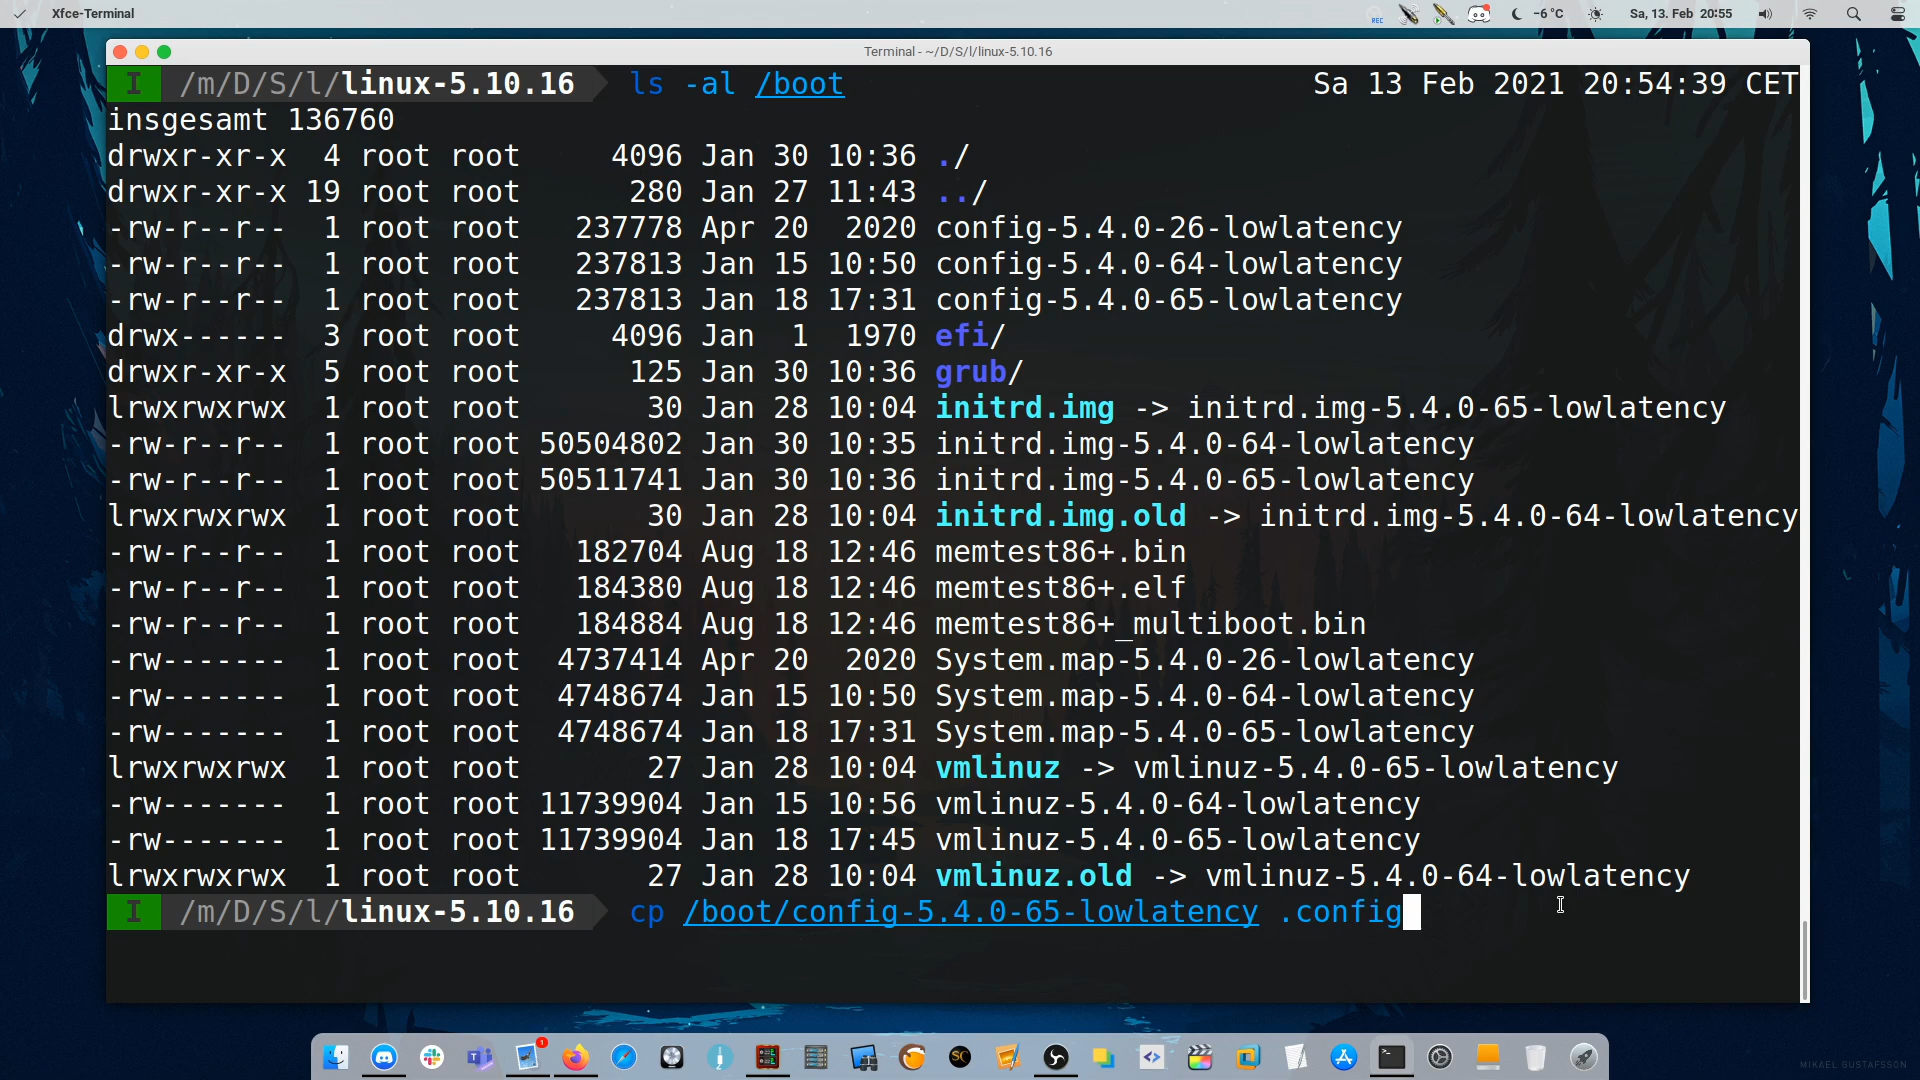 Xfce-Terminal
REC
-6 °C
Sa, 13. Feb 20:55
Terminal - ~/D/S/l/linux-5.10.16
I /m/D/S/l/linux-5.10.16 ls -al /boot Sa 13 Feb 2021 20:54:39 CET
insgesamt 136760
drwxr-xr-x 4 root root 4096 Jan 30 10:36 ./
drwxr-xr-x 19 root root 280 Jan 27 11:43 ../
-rw-r--r-- 1 root root 237778 Apr 20 2020 config-5.4.0-26-lowlatency
-rw-r--r-- 1 root root 237813 Jan 15 10:50 config-5.4.0-64-lowlatency
-rw-r--r-- 1 root root 237813 Jan 18 17:31 config-5.4.0-65-lowlatency
drwx------ 3 root root 4096 Jan 1 1970 efi/
drwxr-xr-x 5 root root 125 Jan 30 10:36 grub/
lrwxrwxrwx 1 root root 30 Jan 28 10:04 initrd.img -> initrd.img-5.4.0-65-lowlatency
-rw-r--r-- 1 root root 50504802 Jan 30 10:35 initrd.img-5.4.0-64-lowlatency
-rw-r--r-- 1 root root 50511741 Jan 30 10:36 initrd.img-5.4.0-65-lowlatency
lrwxrwxrwx 1 root root 30 Jan 28 10:04 initrd.img.old -> initrd.img-5.4.0-64-lowlatency
-rw-r--r-- 1 root root 182704 Aug 18 12:46 memtest86+.bin
-rw-r--r-- 1 root root 184380 Aug 18 12:46 memtest86+.elf
-rw-r--r-- 1 root root 184884 Aug 18 12:46 memtest86+_multiboot.bin
-rw------- 1 root root 4737414 Apr 20 2020 System.map-5.4.0-26-lowlatency
-rw------- 1 root root 4748674 Jan 15 10:50 System.map-5.4.0-64-lowlatency
-rw------- 1 root root 4748674 Jan 18 17:31 System.map-5.4.0-65-lowlatency
lrwxrwxrwx 1 root root 27 Jan 28 10:04 vmlinuz -> vmlinuz-5.4.0-65-lowlatency
-rw------- 1 root root 11739904 Jan 15 10:56 vmlinuz-5.4.0-64-lowlatency
-rw------- 1 root root 11739904 Jan 18 17:45 vmlinuz-5.4.0-65-lowlatency
lrwxrwxrwx 1 root root 27 Jan 28 10:04 vmlinuz.old -> vmlinuz-5.4.0-64-lowlatency
I /m/D/S/l/linux-5.10.16 cp /boot/config-5.4.0-65-lowlatency .config
1
SC
MIKAEL GUSTAFSSON